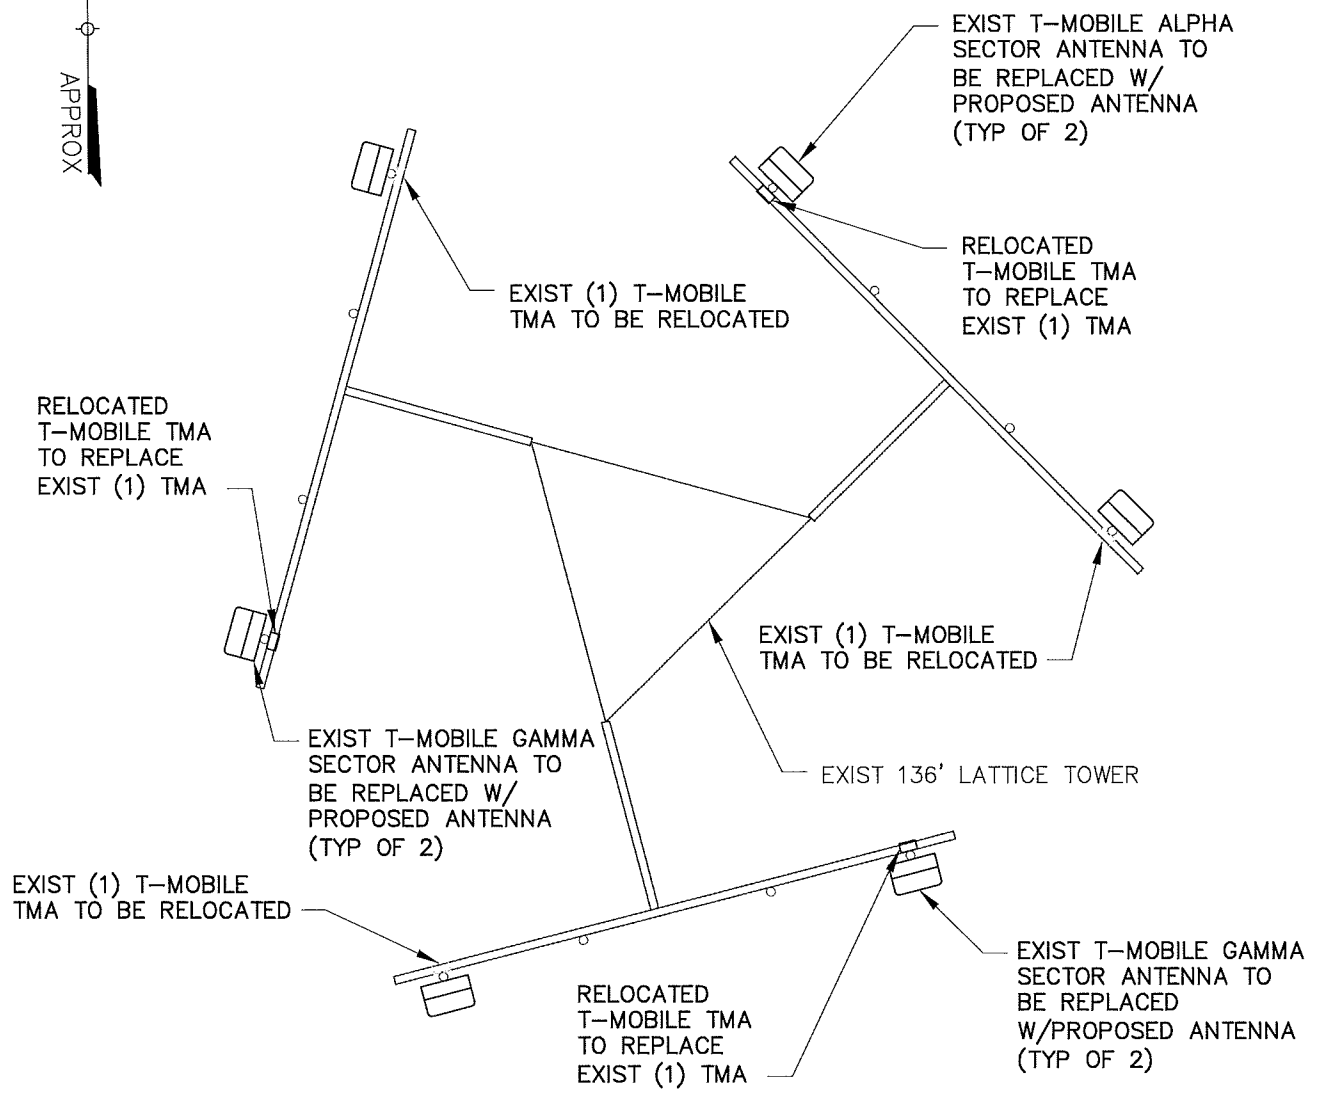 APPROX
EXIST T-MOBILE ALPHA
SECTOR ANTENNA TO
BE REPLACED W/
PROPOSED ANTENNA
(TYP OF 2)
RELOCATED
T-MOBILE TMA
TO REPLACE
EXIST (1) TMA
EXIST (1) T-MOBILE
TMA TO BE RELOCATED
RELOCATED
T-MOBILE TMA
TO REPLACE
EXIST (1) TMA
EXIST (1) T-MOBILE
TMA TO BE RELOCATED
EXIST T-MOBILE GAMMA
SECTOR ANTENNA TO
BE REPLACED W/
PROPOSED ANTENNA
(TYP OF 2)
EXIST 136' LATTICE TOWER
EXIST (1) T-MOBILE
TMA TO BE RELOCATED
EXIST T-MOBILE GAMMA
SECTOR ANTENNA TO
BE REPLACED
W/PROPOSED ANTENNA
(TYP OF 2)
RELOCATED
T-MOBILE TMA
TO REPLACE
EXIST (1) TMA